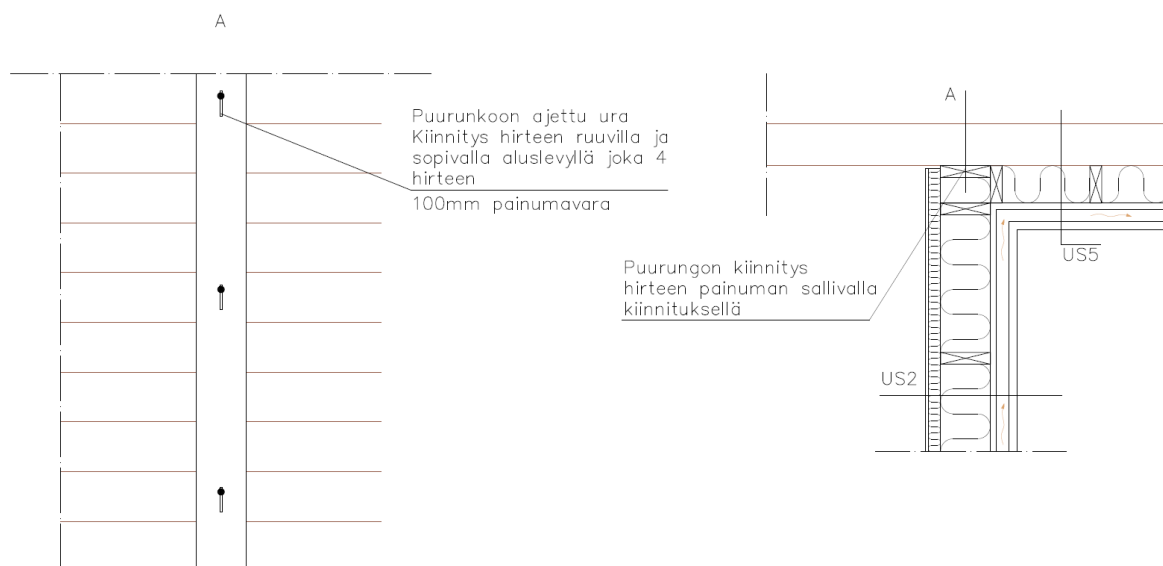 A
Puurunkoon ajettu ura
Kiinnitys hirteen ruuvilla ja
sopivalla aluslevyllä joka 4
hirteen
100mm painumavara
A
US5
Puurungon kiinnitys
hirteen painuman sallivalla
kiinnituksellä
US2